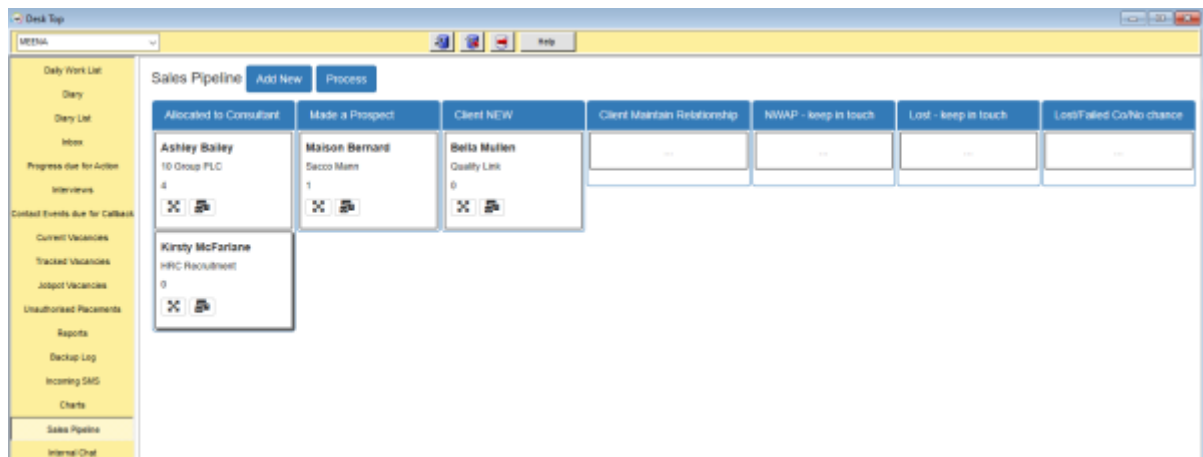 Desk Top
MEENA
Help
Daily Work List
Diary
Diary List
Inbox
Progress due for Action
Interviews
Contact Events due for Callback
Current Vacancies
Tracked Vacancies
Jobpot Vacancies
Unauthorised Placements
Reports
Backup Log
Incoming SMS
Charts
Sales Pipeline
Internal Chat
Sales Pipeline Add New Process
Allocated to Consultant Made a Prospect Client NEW Client Maintain Relationship NWAP - keep in touch Lost - keep in touch Lost/Failed Co/No chance
Ashley Bailey
10 Group PLC
4
Kirsty McFarlane
HRC Recruitment
0
Maison Bernard
Sacco Mann
1
Bella Mullen
Quality Link
0
...
...
...
...